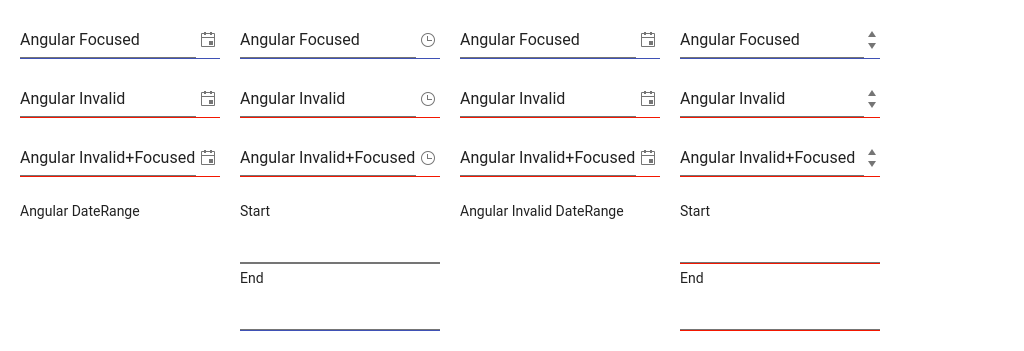 Angular Focused Angular Focused Angular Focused Angular Focused
Angular Invalid Angular Invalid Angular Invalid Angular Invalid
Angular Invalid+Focused Angular Invalid+Focused Angular Invalid+Focused Angular Invalid+Focused
Angular DateRange Start Angular Invalid DateRange Start
End End